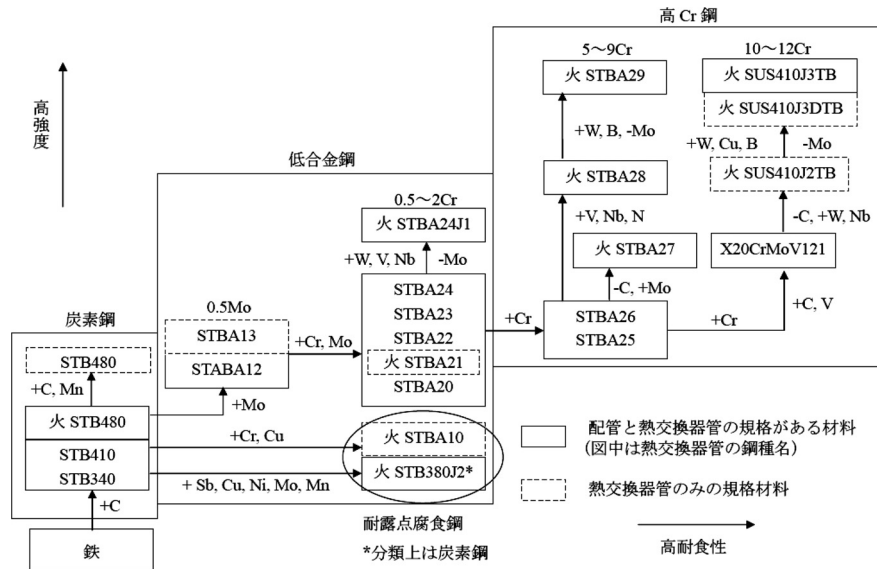 高 Cr 鋼
5～9Cr
10～12Cr
火 STBA29
火 SUS410J3TB
火 SUS410J3DTB
高強度
+W, B, -Mo
+W, Cu, B
-Mo
低合金鋼
火 STBA28
火 SUS410J2TB
0.5～2Cr
火 STBA24J1
+V, Nb, N
-C, +W, Nb
+W, V, Nb
-Mo
火 STBA27
X20CrMoV121
STBA24
-C, +Mo
0.5Mo
STBA23
炭素鋼
STBA13
STBA22
+Cr
STBA26
+Cr
+C, V
+Cr, Mo
STB480
STABA12
火 STBA21
STBA25
STBA20
+C, Mn
+Mo
火 STB480
+Cr, Cu
火 STBA10
STB410
STB340
火 STB380J2*
+ Sb, Cu, Ni, Mo, Mn
+C
耐露点腐食鋼
*分類上は炭素鋼
鉄
配管と熱交換器管の規格がある材料
(図中は熱交換器管の鋼種名)
熱交換器管のみの規格材料
高耐食性